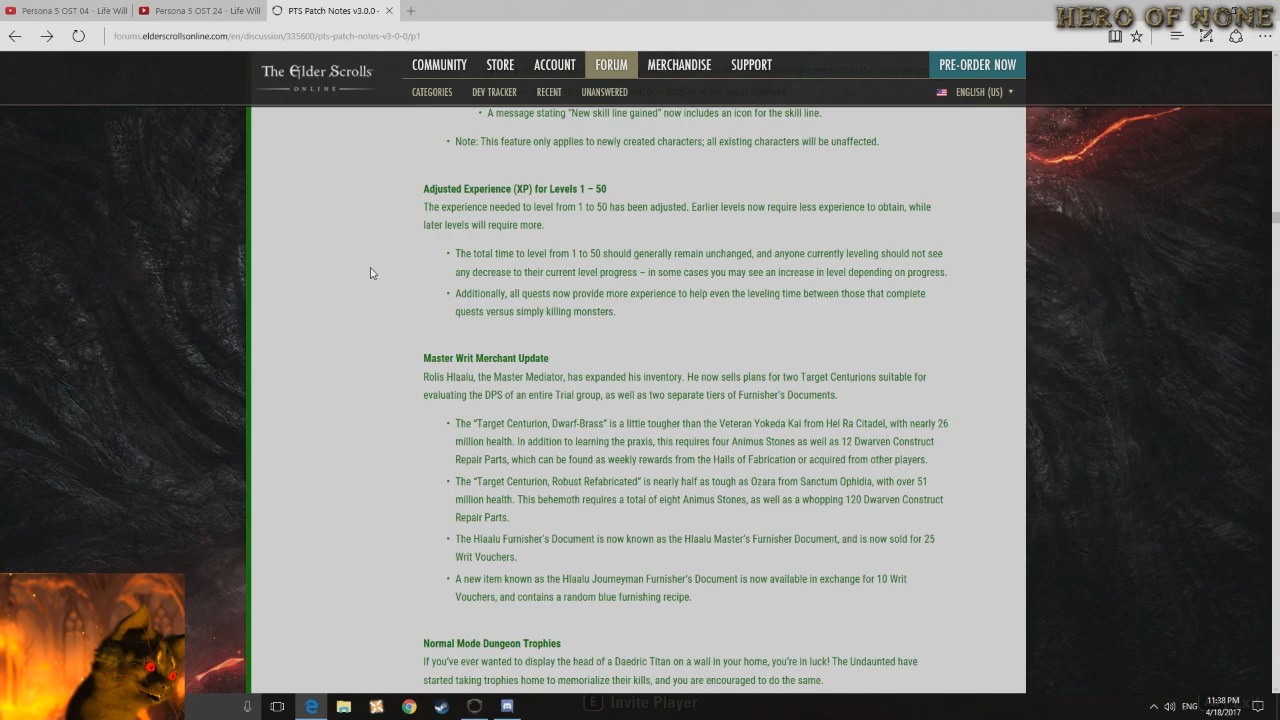 Persona 5 OST 04 - Life Will
Persona 5 OST 24 - Life Will
PTS Patch Notes v3.0.0 -
HERO OF NONE
forums.elderscrollsonline.com/en/discussion/335600/pts-patch-notes-v3-0-0/p1
The Elder Scrolls
ONLINE
COMMUNITY STORE ACCOUNT FORUM MERCHANDISE SUPPORT
PRE-ORDER NOW
CATEGORIES DEV TRACKER RECENT UNANSWERED
ENGLISH (US)
• A message stating “New skill line gained” now includes an icon for the skill line.
• Note: This feature only applies to newly created characters; all existing characters will be unaffected.
Adjusted Experience (XP) for Levels 1 – 50
The experience needed to level from 1 to 50 has been adjusted. Earlier levels now require less experience to obtain, while
later levels will require more.
• The total time to level from 1 to 50 should generally remain unchanged, and anyone currently leveling should not see
any decrease to their current level progress – in some cases you may see an increase in level depending on progress.
• Additionally, all quests now provide more experience to help even the leveling time between those that complete
quests versus simply killing monsters.
Master Writ Merchant Update
Rolis Hlaalu, the Master Mediator, has expanded his inventory. He now sells plans for two Target Centurions suitable for
evaluating the DPS of an entire Trial group, as well as two separate tiers of Furnisher’s Documents.
• The “Target Centurion, Dwarf-Brass” is a little tougher than the Veteran Yokeda Kai from Hel Ra Citadel, with nearly 26
million health. In addition to learning the praxis, this requires four Animus Stones as well as 12 Dwarven Construct
Repair Parts, which can be found as weekly rewards from the Halls of Fabrication or acquired from other players.
• The “Target Centurion, Robust Refabricated” is nearly half as tough as Ozara from Sanctum Ophidia, with over 51
million health. This behemoth requires a total of eight Animus Stones, as well as a whopping 120 Dwarven Construct
Repair Parts.
• The Hlaalu Furnisher’s Document is now known as the Hlaalu Master’s Furnisher Document, and is now sold for 25
Writ Vouchers.
• A new item known as the Hlaalu Journeyman Furnisher’s Document is now available in exchange for 10 Writ
Vouchers, and contains a random blue furnishing recipe.
Normal Mode Dungeon Trophies
If you’ve ever wanted to display the head of a Daedric Titan on a wall in your home, you’re in luck! The Undaunted have
started taking trophies home to memorialize their kills, and you are encouraged to do the same.
E Invite Player
ENG
11:38 PM
4/18/2017